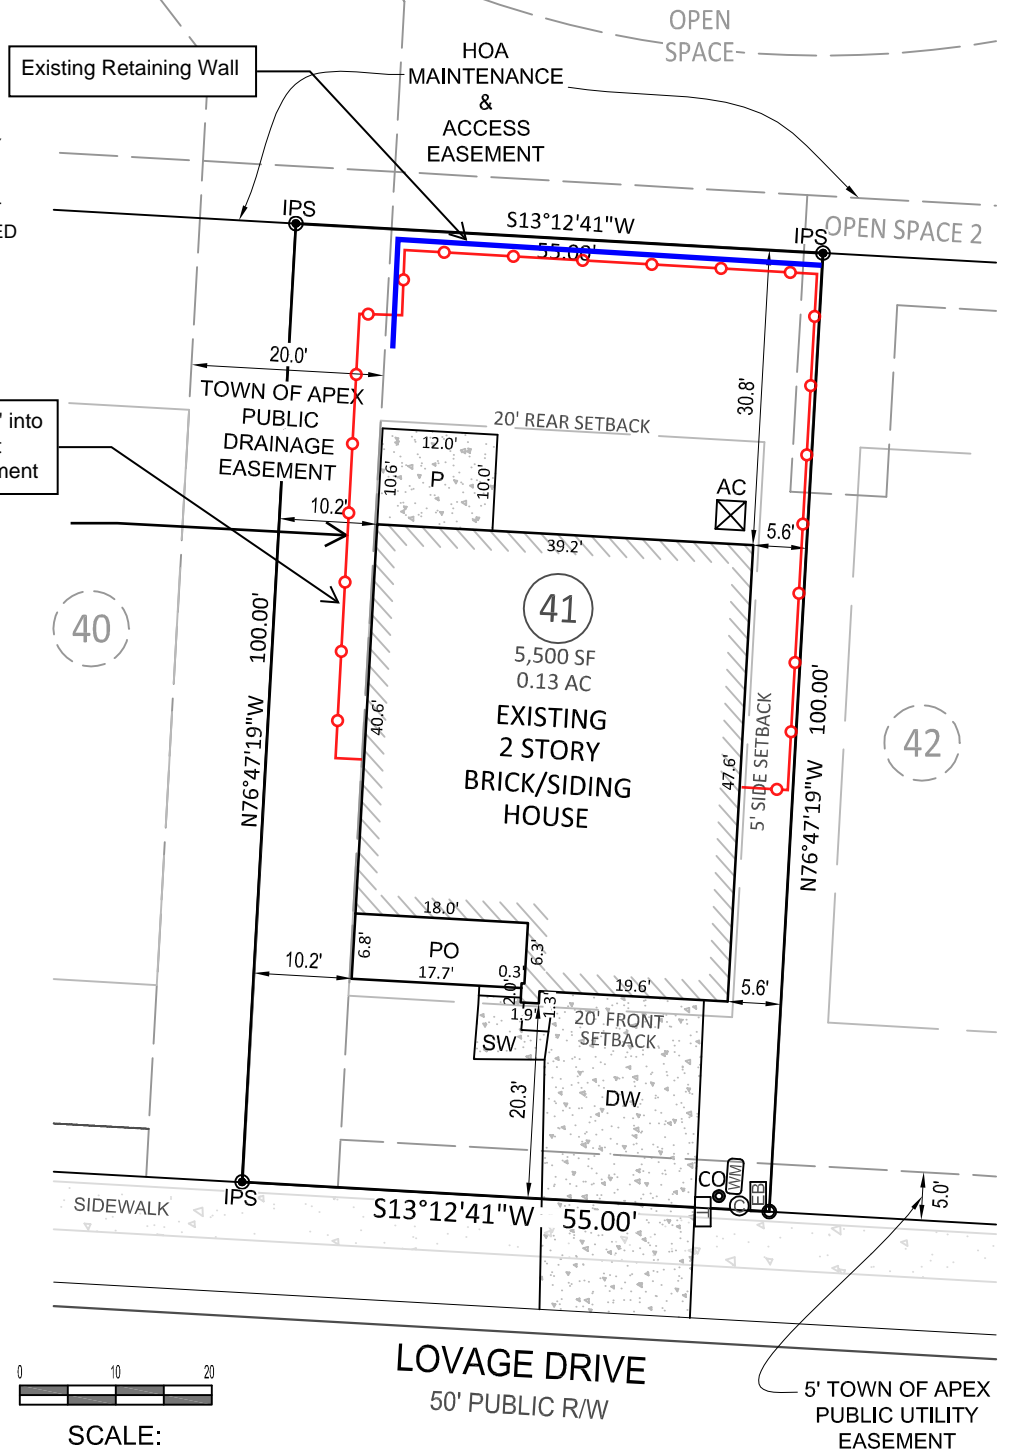 OPEN
SPACE
Existing Retaining Wall
HOA
MAINTENANCE
&
ACCESS
EASEMENT
IPS
S13°12'41"W
55.00'
IPS
OPEN SPACE 2
ED
20.0'
TOWN OF APEX
PUBLIC
DRAINAGE
EASEMENT
30.8'
20' REAR SETBACK
' into
ment
12.0'
10.6'
P
10.0'
AC
10.2'
5.6'
39.2'
41
5,500 SF
0.13 AC
EXISTING
2 STORY
BRICK/SIDING
HOUSE
40
42
N76°47'19"W 100.00'
40.6'
47.6'
5' SIDE SETBACK
N76°47'19"W 100.00'
18.0'
6.8'
PO
6.3'
17.7'
0.3'
2.0'
1.9'
1.3'
19.6'
10.2'
5.6'
20' FRONT
SETBACK
SW
20.3'
DW
CO
WM
EB
T
5.0'
SIDEWALK
IPS
S13°12'41"W 55.00'
LOVAGE DRIVE
50' PUBLIC R/W
0 10 20
SCALE:
5' TOWN OF APEX
PUBLIC UTILITY
EASEMENT